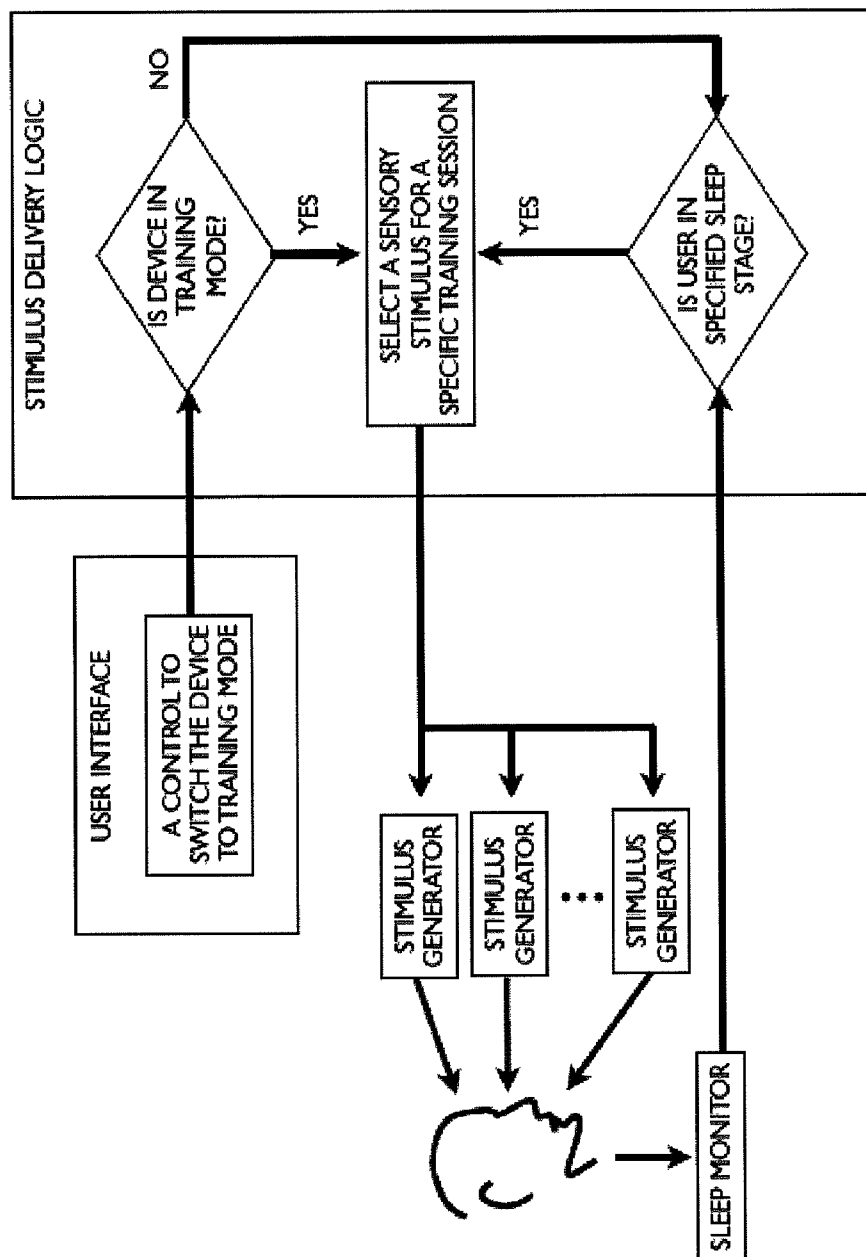 STIMULUS DELIVERY LOGIC
IS DEVICE IN
TRAINING
MODE?
NO
YES
SELECT A SENSORY
STIMULUS FOR A
SPECIFIC TRAINING SESSION
YES
IS USER IN
SPECIFIED SLEEP
STAGE?
USER INTERFACE
A CONTROL TO
SWITCH THE DEVICE
TO TRAINING MODE
STIMULUS
GENERATOR
STIMULUS
GENERATOR
STIMULUS
GENERATOR
SLEEP MONITOR